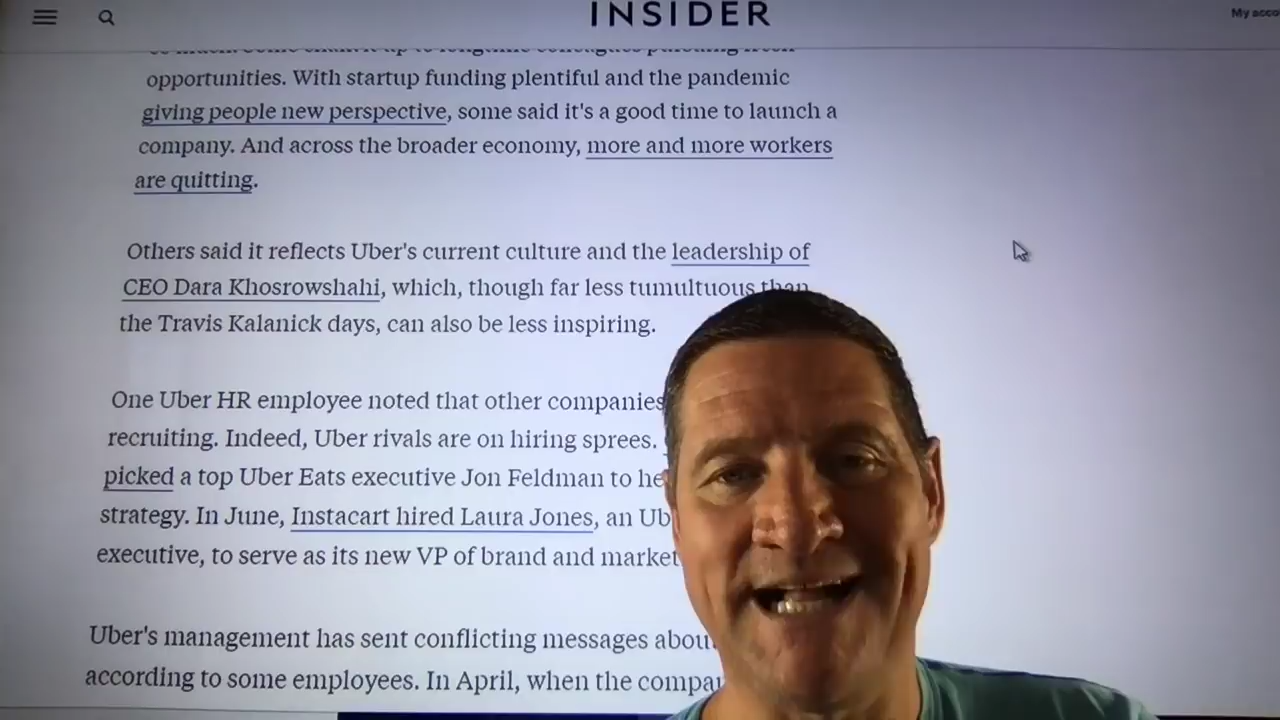 INSIDER
My acco
opportunities. With startup funding plentiful and the pandemic
giving people new perspective, some said it's a good time to launch a
company. And across the broader economy, more and more workers
are quitting.
Others said it reflects Uber's current culture and the leadership of
CEO Dara Khosrowshahi, which, though far less tumultuous than
the Travis Kalanick days, can also be less inspiring.
One Uber HR employee noted that other companies
recruiting. Indeed, Uber rivals are on hiring sprees.
picked a top Uber Eats executive Jon Feldman to he
strategy. In June, Instacart hired Laura Jones, an Ub
executive, to serve as its new VP of brand and market
Uber's management has sent conflicting messages abou
according to some employees. In April, when the compa